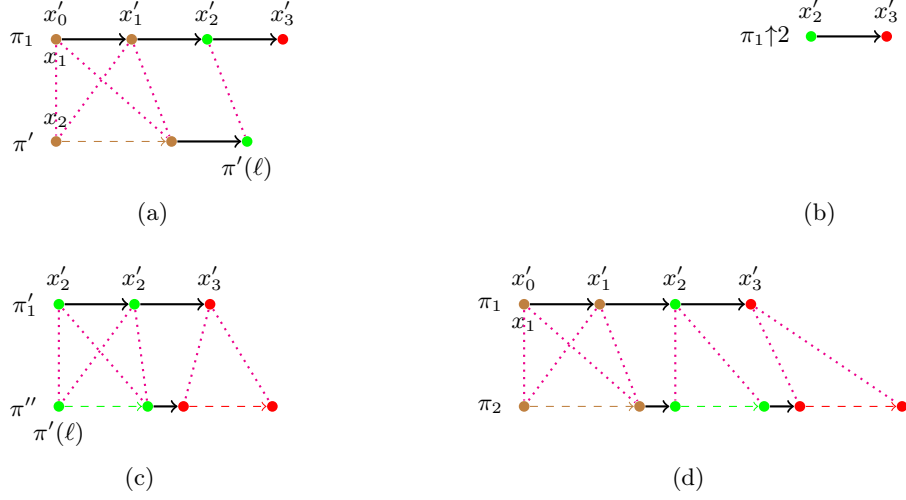 x′₀ x′₁ x′₂ x′₃
π₁
x₁
x₂
π′
π′(ℓ)
(a)
x′₂ x′₃
π₁↑2
(b)
x′₂ x′₂ x′₃
π′₁
π″
π′(ℓ)
(c)
x′₀ x′₁ x′₂ x′₃
π₁
x₁
π₂
(d)